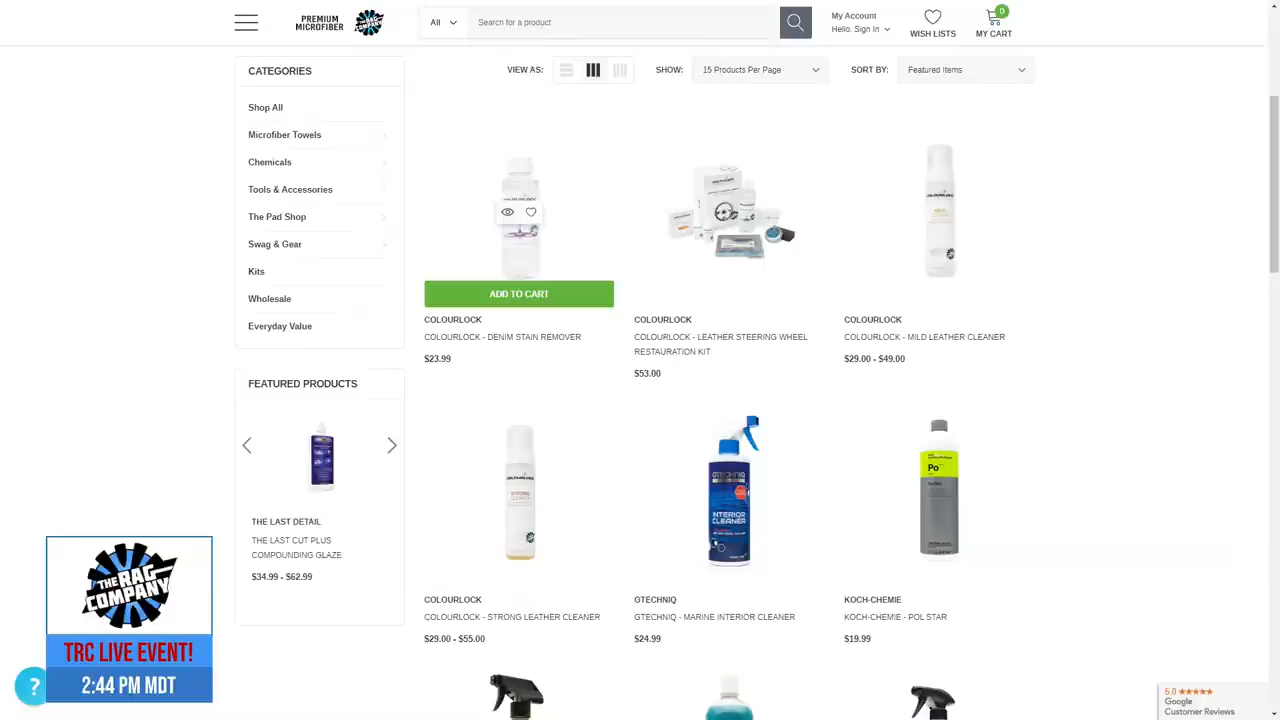 PREMIUM
MICROFIBER
All
Search for a product
My Account
Hello. Sign In
WISH LISTS
0
MY CART
CATEGORIES
Shop All
Microfiber Towels
Chemicals
Tools & Accessories
The Pad Shop
Swag & Gear
Kits
Wholesale
Everyday Value
VIEW AS:
SHOW:
15 Products Per Page
SORT BY:
Featured Items
ADD TO CART
COLOURLOCK
COLOURLOCK - DENIM STAIN REMOVER
$23.99
COLOURLOCK
COLOURLOCK - LEATHER STEERING WHEEL
RESTAURATION KIT
$53.00
COLOURLOCK
COLOURLOCK - MILD LEATHER CLEANER
$29.00 - $49.00
FEATURED PRODUCTS
THE LAST DETAIL
THE LAST CUT PLUS
COMPOUNDING GLAZE
$34.99 - $62.99
GTECHNIQ
INTERIOR
CLEANER
Po
COLOURLOCK
COLOURLOCK - STRONG LEATHER CLEANER
$29.00 - $55.00
GTECHNIQ
GTECHNIQ - MARINE INTERIOR CLEANER
$24.99
KOCH-CHEMIE
KOCH-CHEMIE - POL STAR
$19.99
THE RAG
COMPANY
TRC LIVE EVENT!
2:44 PM MDT
?
5.0 ★★★★★
Google
Customer Reviews